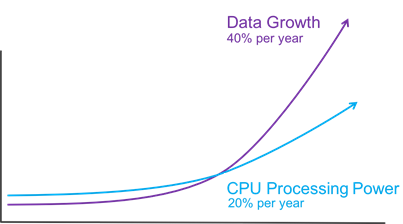 Data Growth
40% per year
CPU Processing Power
20% per year